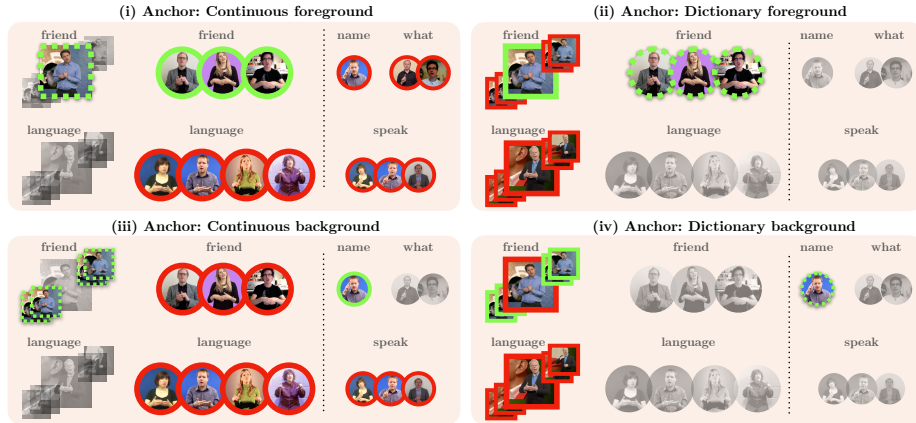 (i) Anchor: Continuous foreground
friend
friend
name
what
language
language
speak
(ii) Anchor: Dictionary foreground
friend
friend
name
what
language
language
speak
(iii) Anchor: Continuous background
friend
friend
name
what
language
language
speak
(iv) Anchor: Dictionary background
friend
friend
name
what
language
language
speak